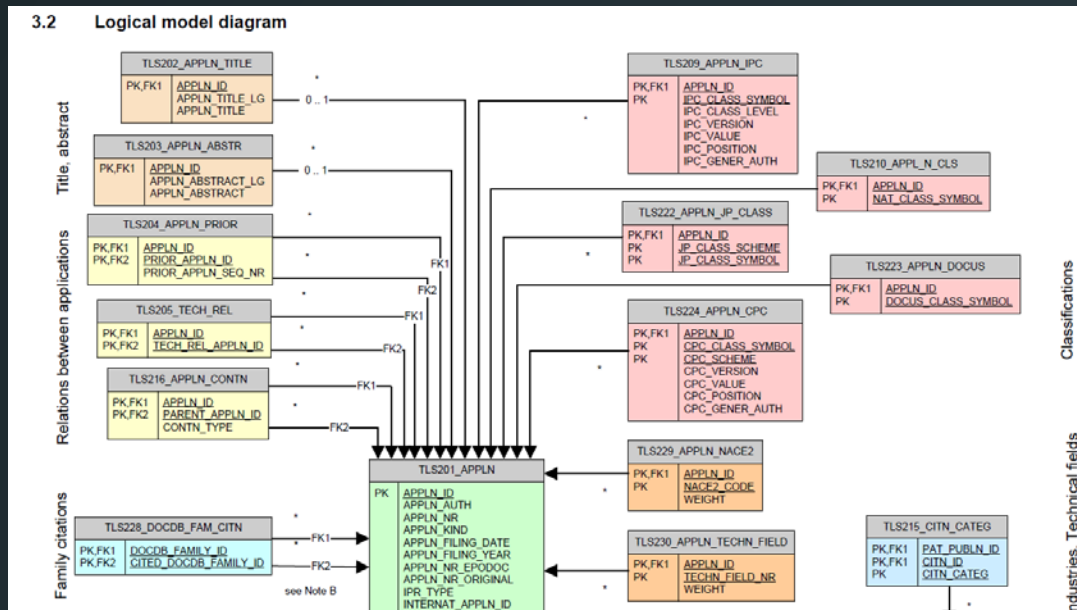 3.2 Logical model diagram
Title, abstract
TLS202_APPLN_TITLE
PK,FK1 APPLN_ID
APPLN_TITLE_LG
APPLN_TITLE
*
0 .. 1
TLS203_APPLN_ABSTR
PK,FK1 APPLN_ID
APPLN_ABSTRACT_LG
APPLN_ABSTRACT
*
0 .. 1
Relations between applications
TLS204_APPLN_PRIOR
PK,FK1 APPLN_ID
PK,FK2 PRIOR_APPLN_ID
PRIOR_APPLN_SEQ_NR
*
*
FK1
FK2
TLS205_TECH_REL
PK,FK1 APPLN_ID
PK,FK2 TECH_REL_APPLN_ID
*
*
FK1
FK2
TLS216_APPLN_CONTN
PK,FK1 APPLN_ID
PK,FK2 PARENT_APPLN_ID
CONTN_TYPE
*
*
FK1
FK2
Family citations
TLS228_DOCDB_FAM_CITN
PK,FK1 DOCDB_FAMILY_ID
PK,FK2 CITED_DOCDB_FAMILY_ID
*
*
FK1
FK2
see Note B
TLS201_APPLN
PK APPLN_ID
APPLN_AUTH
APPLN_NR
APPLN_KIND
APPLN_FILING_DATE
APPLN_FILING_YEAR
APPLN_NR_EPODOC
APPLN_NR_ORIGINAL
IPR_TYPE
INTERNAT_APPLN_ID
TLS209_APPLN_IPC
PK,FK1 APPLN_ID
PK IPC_CLASS_SYMBOL
IPC_CLASS_LEVEL
IPC_VERSION
IPC_VALUE
IPC_POSITION
IPC_GENER_AUTH
*
TLS210_APPL_N_CLS
PK,FK1 APPLN_ID
PK NAT_CLASS_SYMBOL
TLS222_APPLN_JP_CLASS
PK,FK1 APPLN_ID
PK JP_CLASS_SCHEME
PK JP_CLASS_SYMBOL
*
TLS223_APPLN_DOCUS
PK,FK1 APPLN_ID
PK DOCUS_CLASS_SYMBOL
TLS224_APPLN_CPC
PK,FK1 APPLN_ID
PK CPC_CLASS_SYMBOL
PK CPC_SCHEME
CPC_VERSION
CPC_VALUE
CPC_POSITION
CPC_GENER_AUTH
*
Classifications
TLS229_APPLN_NACE2
PK,FK1 APPLN_ID
PK NACE2_CODE
WEIGHT
*
TLS230_APPLN_TECHN_FIELD
PK,FK1 APPLN_ID
PK TECHN_FIELD_NR
WEIGHT
*
TLS215_CITN_CATEG
PK,FK1 PAT_PUBLN_ID
PK,FK1 CITN_ID
PK CITN_CATEG
*
dustries, Technical fields